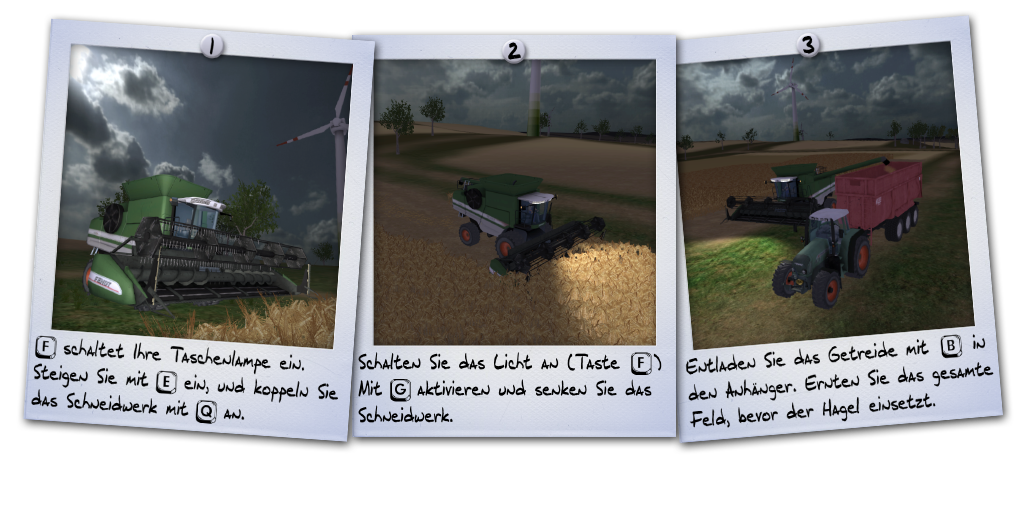 1
F schaltet Ihre Taschenlampe ein.
Steigen Sie mit E ein, und koppeln Sie
das Schneidwerk mit Q an.
2
Schalten Sie das Licht an (Taste F)
Mit G aktivieren und senken Sie das
Schneidwerk.
3
Entladen Sie das Getreide mit B in
den Anhänger. Ernten Sie das gesamte
Feld, bevor der Hagel einsetzt.